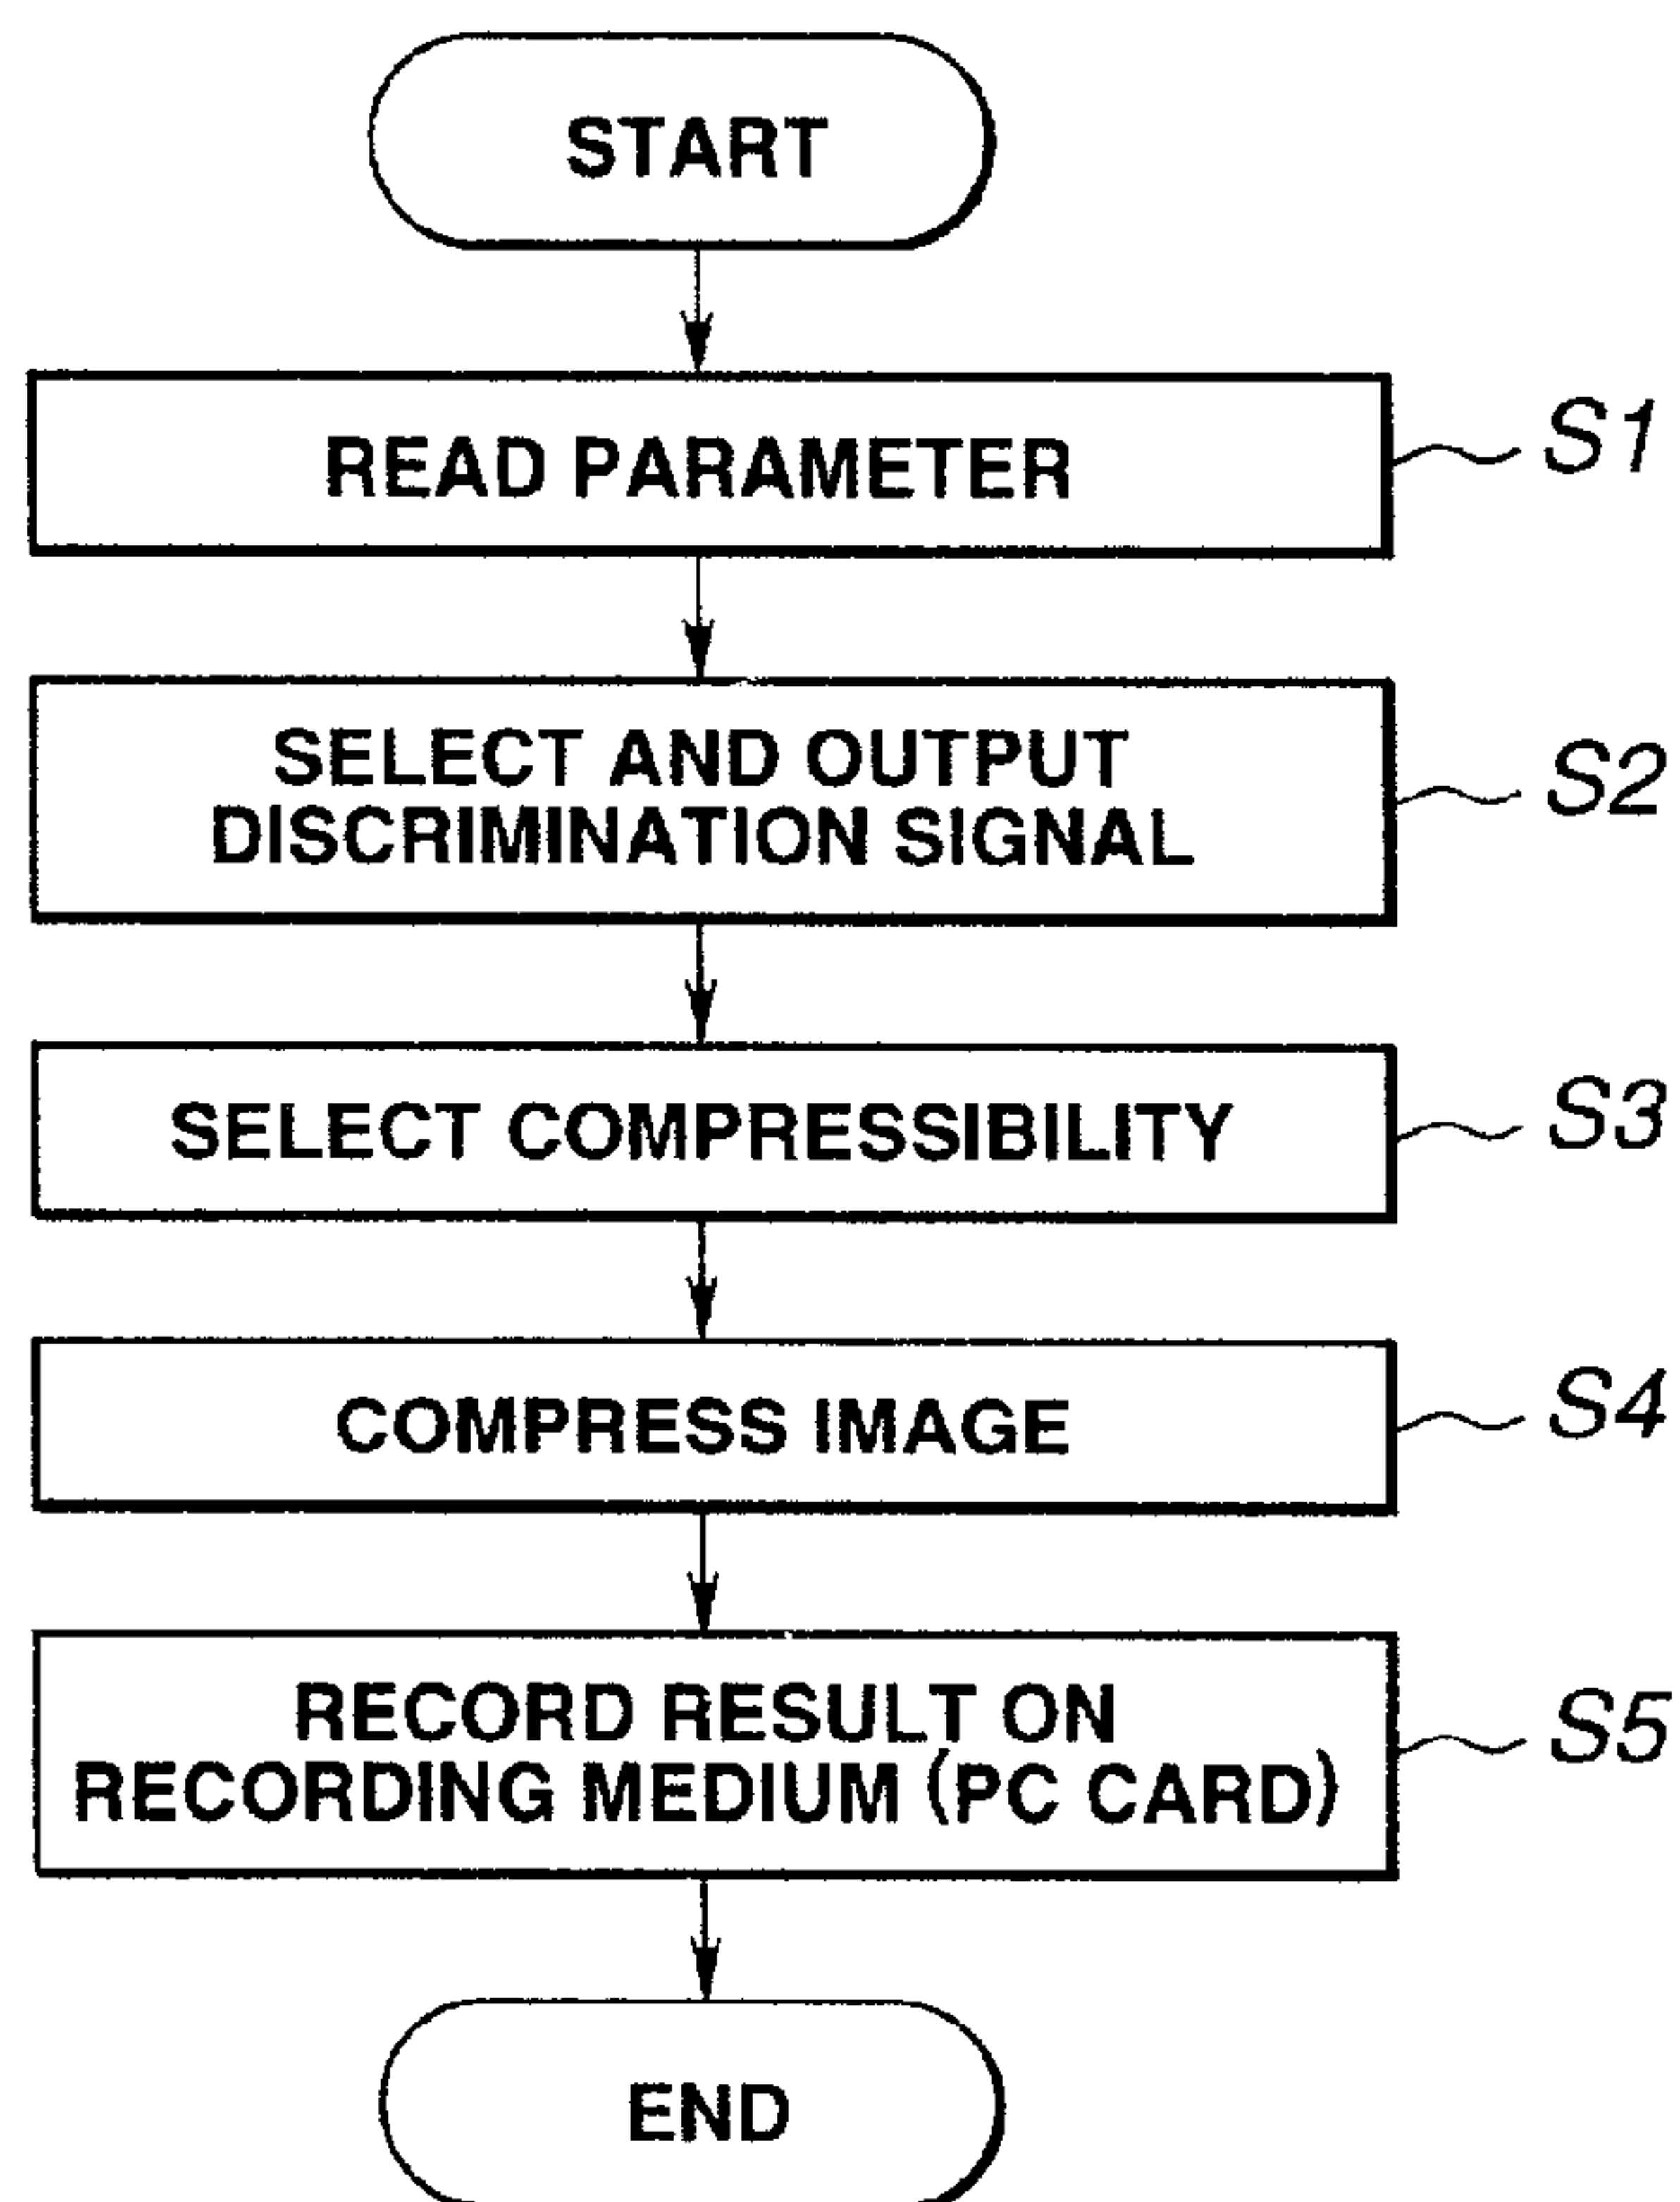 START
READ PARAMETER
S1
SELECT AND OUTPUT
DISCRIMINATION SIGNAL
S2
SELECT COMPRESSIBILITY
S3
COMPRESS IMAGE
S4
RECORD RESULT ON
RECORDING MEDIUM (PC CARD)
S5
END